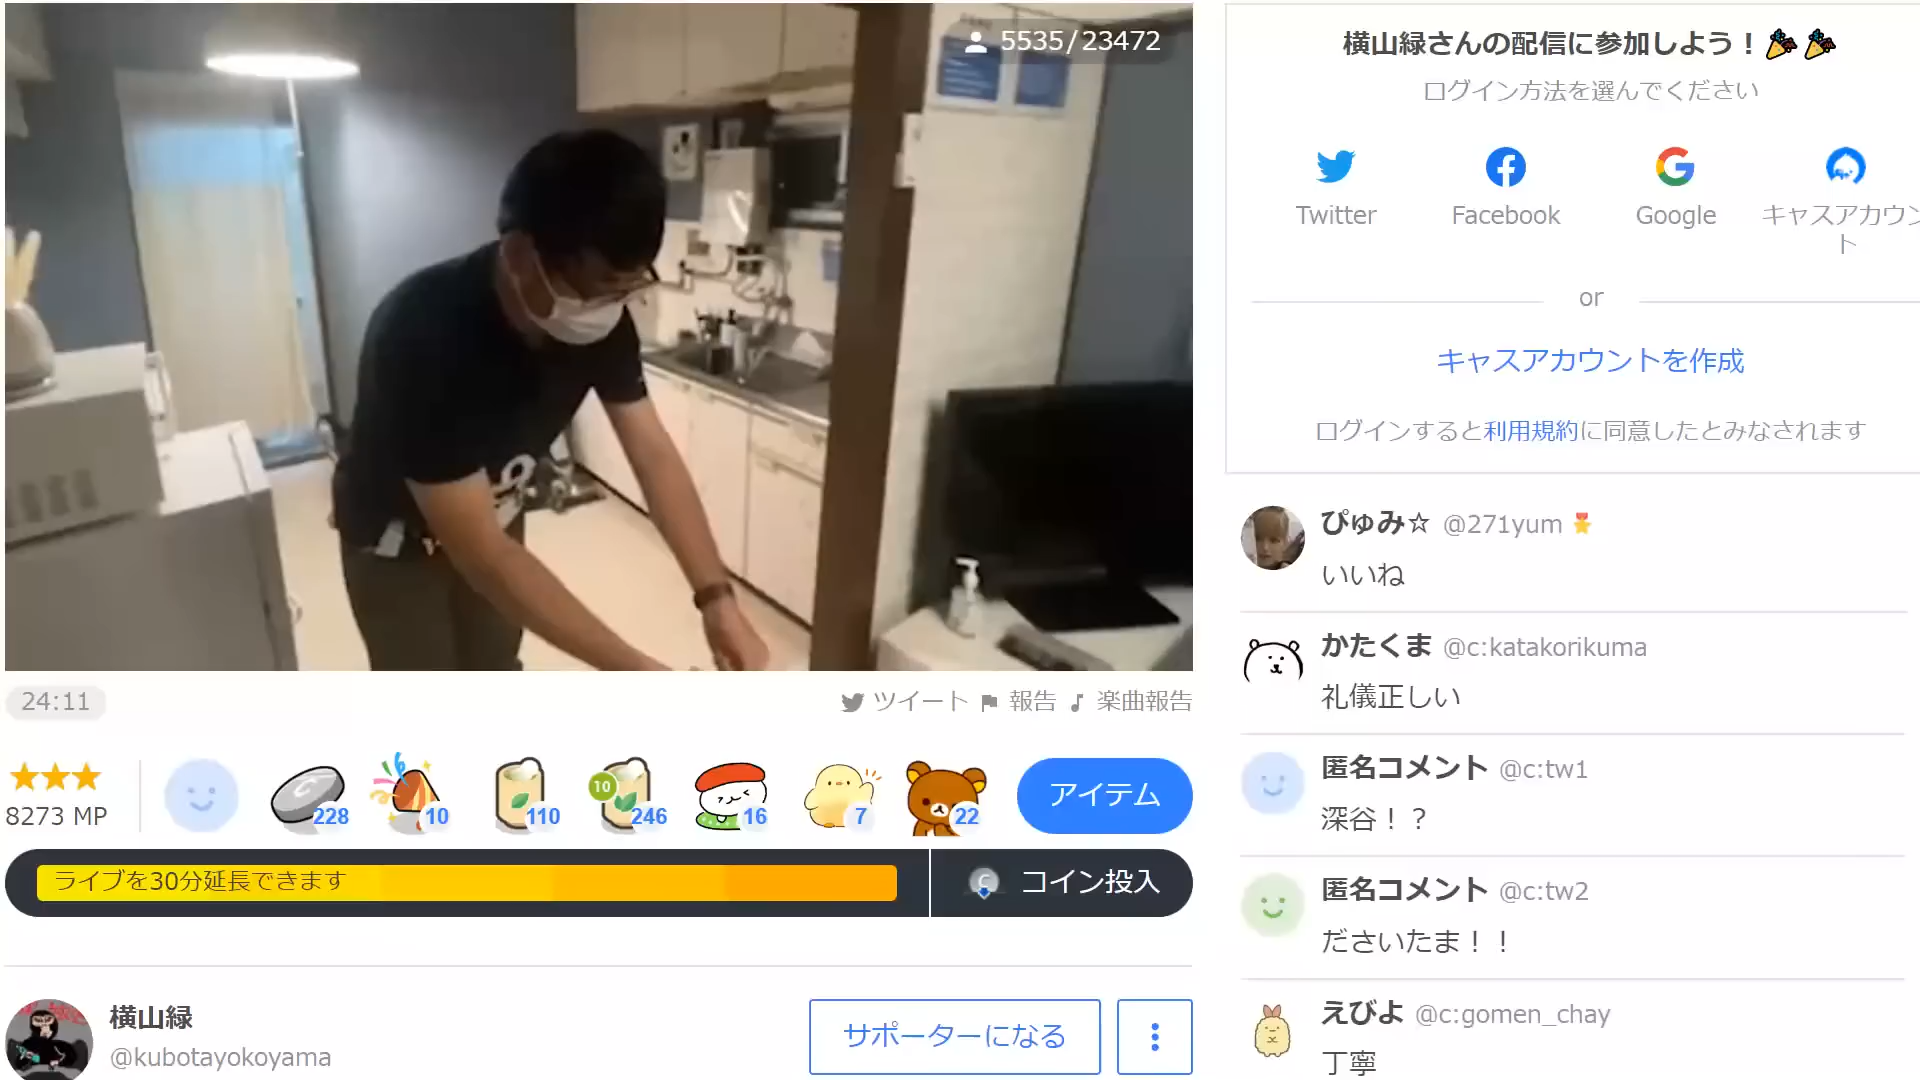 5535/23472
横山緑さんの配信に参加しよう！
ログイン方法を選んでください
Twitter
Facebook
Google
キャスアカウン
ト
or
キャスアカウントを作成
ログインすると利用規約に同意したとみなされます
24:11
ツイート
報告
楽曲報告
8273 MP
228
10
110
10
246
16
7
22
アイテム
ライブを30分延長できます
コイン投入
横山緑
@kubotayokoyama
サポーターになる
ぴゅみ☆ @271yum
いいね
かたくま @c:katakorikuma
礼儀正しい
匿名コメント @c:tw1
深谷！？
匿名コメント @c:tw2
ださいたま！！
えびよ @c:gomen_chay
丁寧